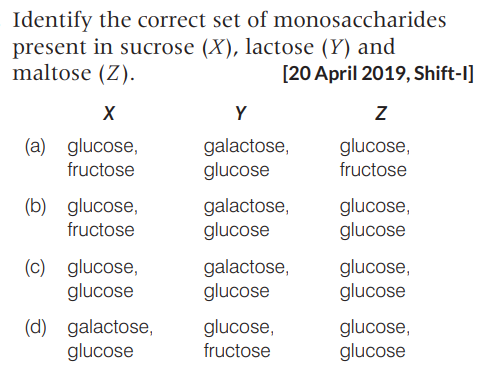 Identify the correct set of monosaccharides
present in sucrose (X), lactose (Y) and
maltose (Z). [20 April 2019, Shift-I]
X Y Z
(a) glucose, galactose, glucose,
fructose glucose fructose
(b) glucose, galactose, glucose,
fructose glucose glucose
(c) glucose, galactose, glucose,
glucose glucose glucose
(d) galactose, glucose, glucose,
glucose fructose glucose